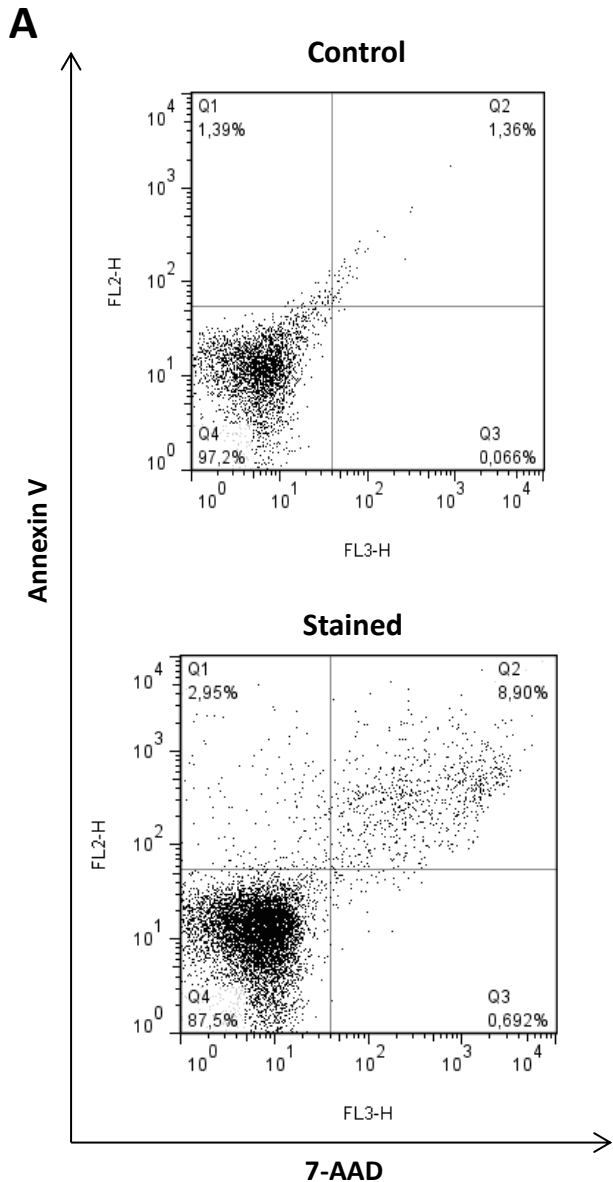 A
Control
Q1
1,39%
Q2
1,36%
10^4
10^3
10^2
10^1
10^0
FL2-H
Q4
97,2%
Q3
0,066%
10^0 10^1 10^2 10^3 10^4
FL3-H
Annexin V
Stained
Q1
2,95%
Q2
8,90%
10^4
10^3
10^2
10^1
10^0
FL2-H
Q4
87,5%
Q3
0,692%
10^0 10^1 10^2 10^3 10^4
FL3-H
7-AAD